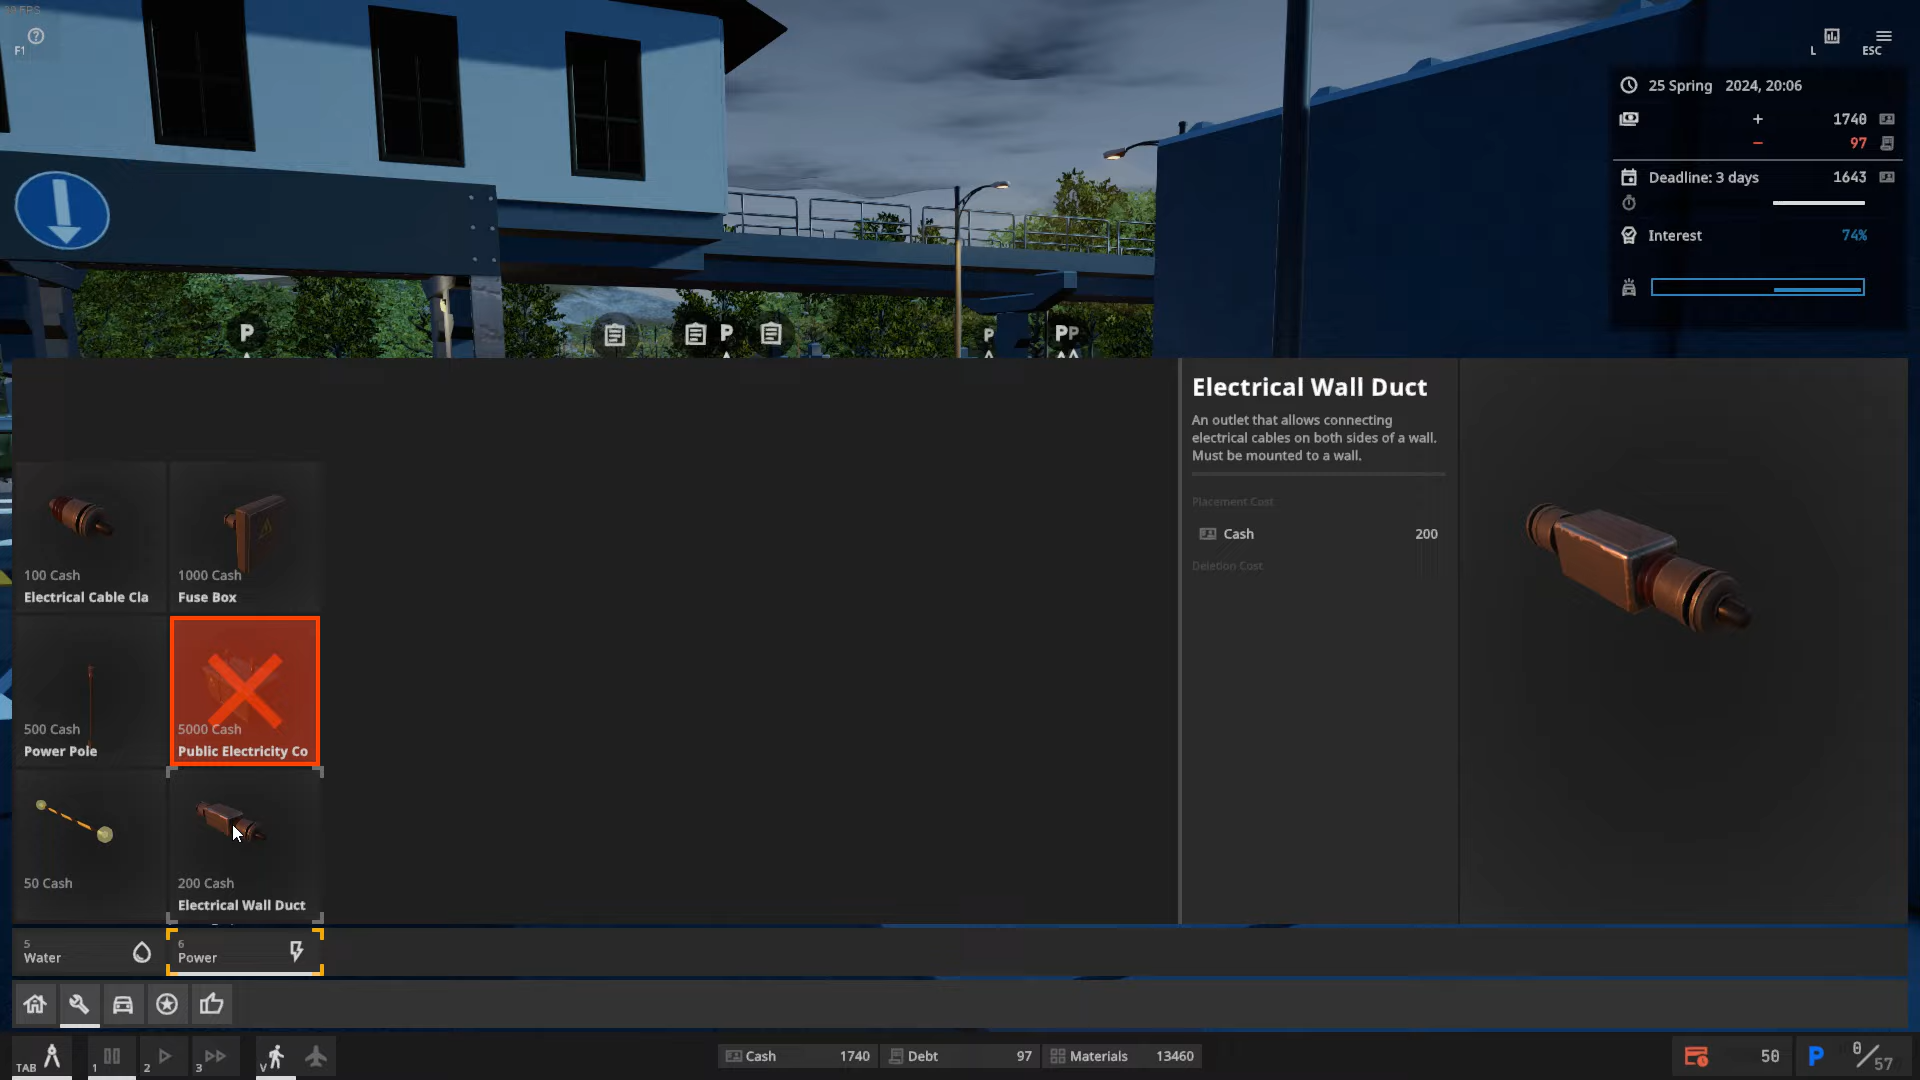 F1
L
ESC
25 Spring 2024, 20:06
+ 1740
− 97
Deadline: 3 days 1643
Interest 74%
P
P
P
PP
Electrical Wall Duct
An outlet that allows connecting
electrical cables on both sides of a wall.
Must be mounted to a wall.
Placement Cost
Cash 200
Deletion Cost
100 Cash
Electrical Cable Cla
1000 Cash
Fuse Box
500 Cash
Power Pole
5000 Cash
Public Electricity Co
50 Cash
200 Cash
Electrical Wall Duct
5
Water
6
Power
TAB
1
2
3
V
Cash 1740
Debt 97
Materials 13460
50
P 0/57